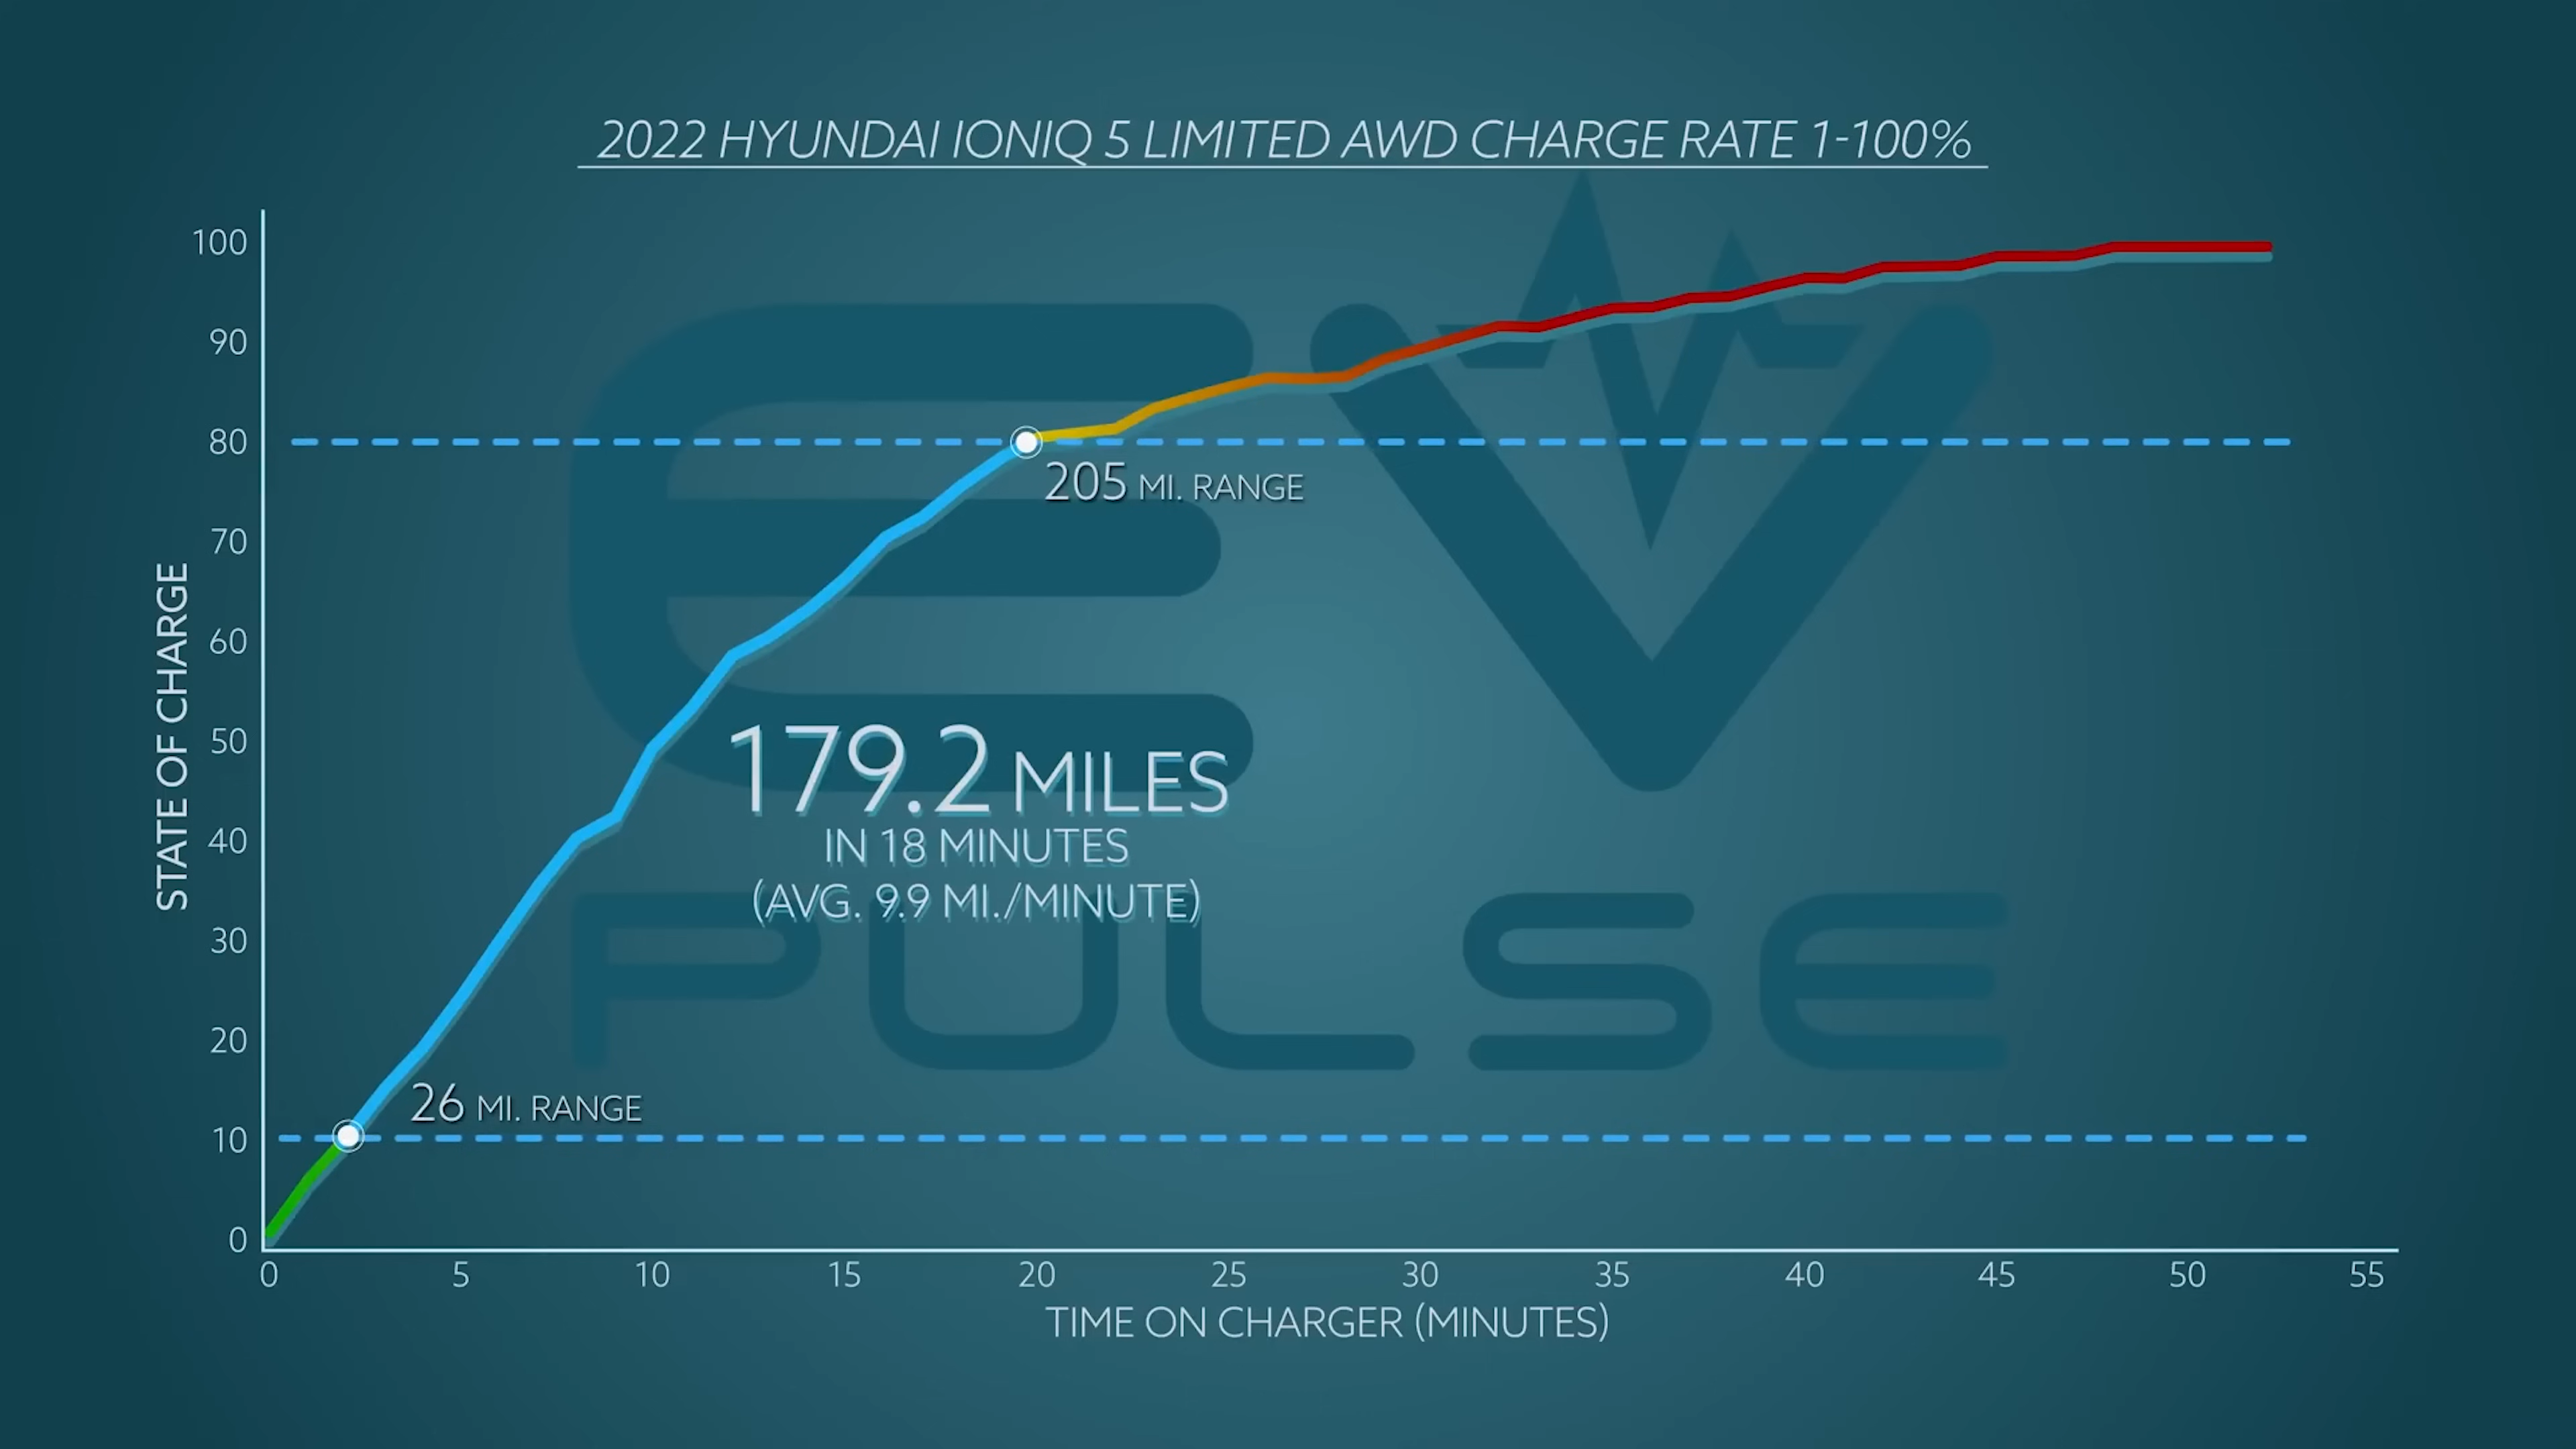 2022 HYUNDAI IONIQ 5 LIMITED AWD CHARGE RATE 1-100%
100
90
80
70
60
50
40
30
20
10
0
STATE OF CHARGE
205 MI. RANGE
179.2 MILES
IN 18 MINUTES
(AVG. 9.9 MI./MINUTE)
26 MI. RANGE
EV
PULSE
0 5 10 15 20 25 30 35 40 45 50 55
TIME ON CHARGER (MINUTES)